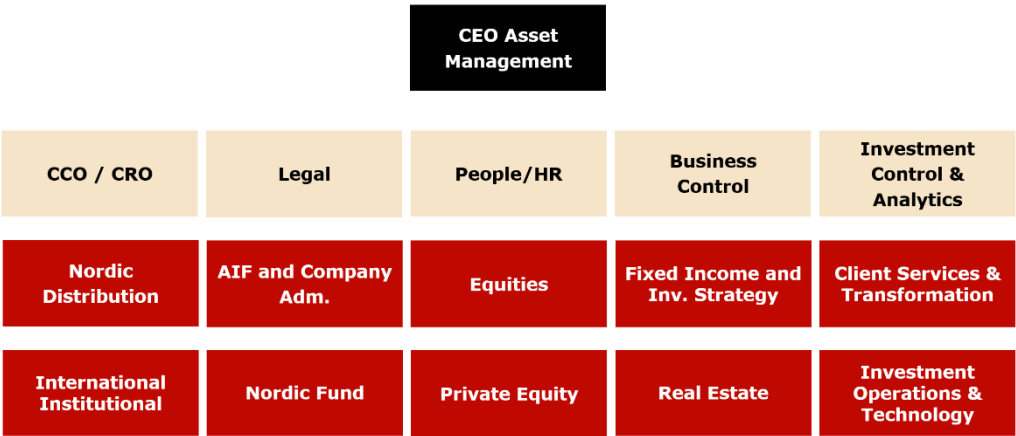 CEO Asset
Management
CCO / CRO
Legal
People/HR
Business
Control
Investment
Control &
Analytics
Nordic
Distribution
AIF and Company
Adm.
Equities
Fixed Income and
Inv. Strategy
Client Services &
Transformation
International
Institutional
Nordic Fund
Private Equity
Real Estate
Investment
Operations &
Technology